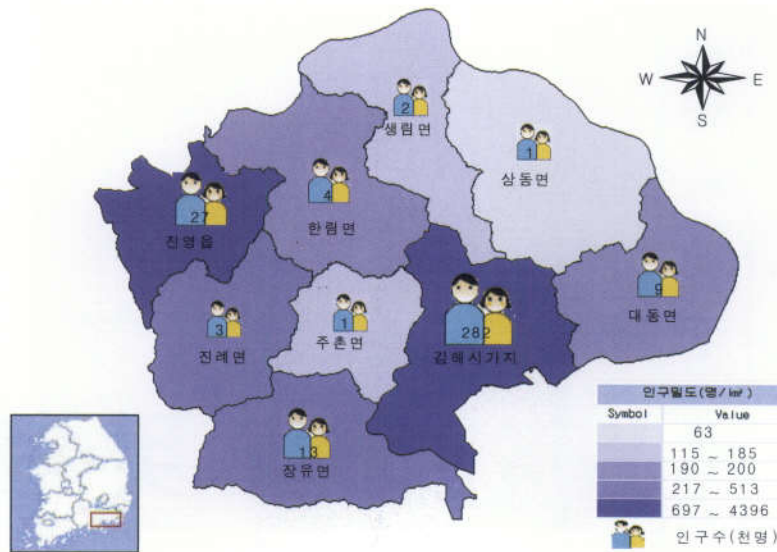 N
W E
S
2
생림면
1
상동면
4
한림면
27
진영읍
9
대동면
3
진례면
1
주촌면
282
김해시가지
13
장유면
인구밀도(명/㎢)
Symbol Value
63
115 ~ 185
190 ~ 200
217 ~ 513
697 ~ 4396
인구수(천명)